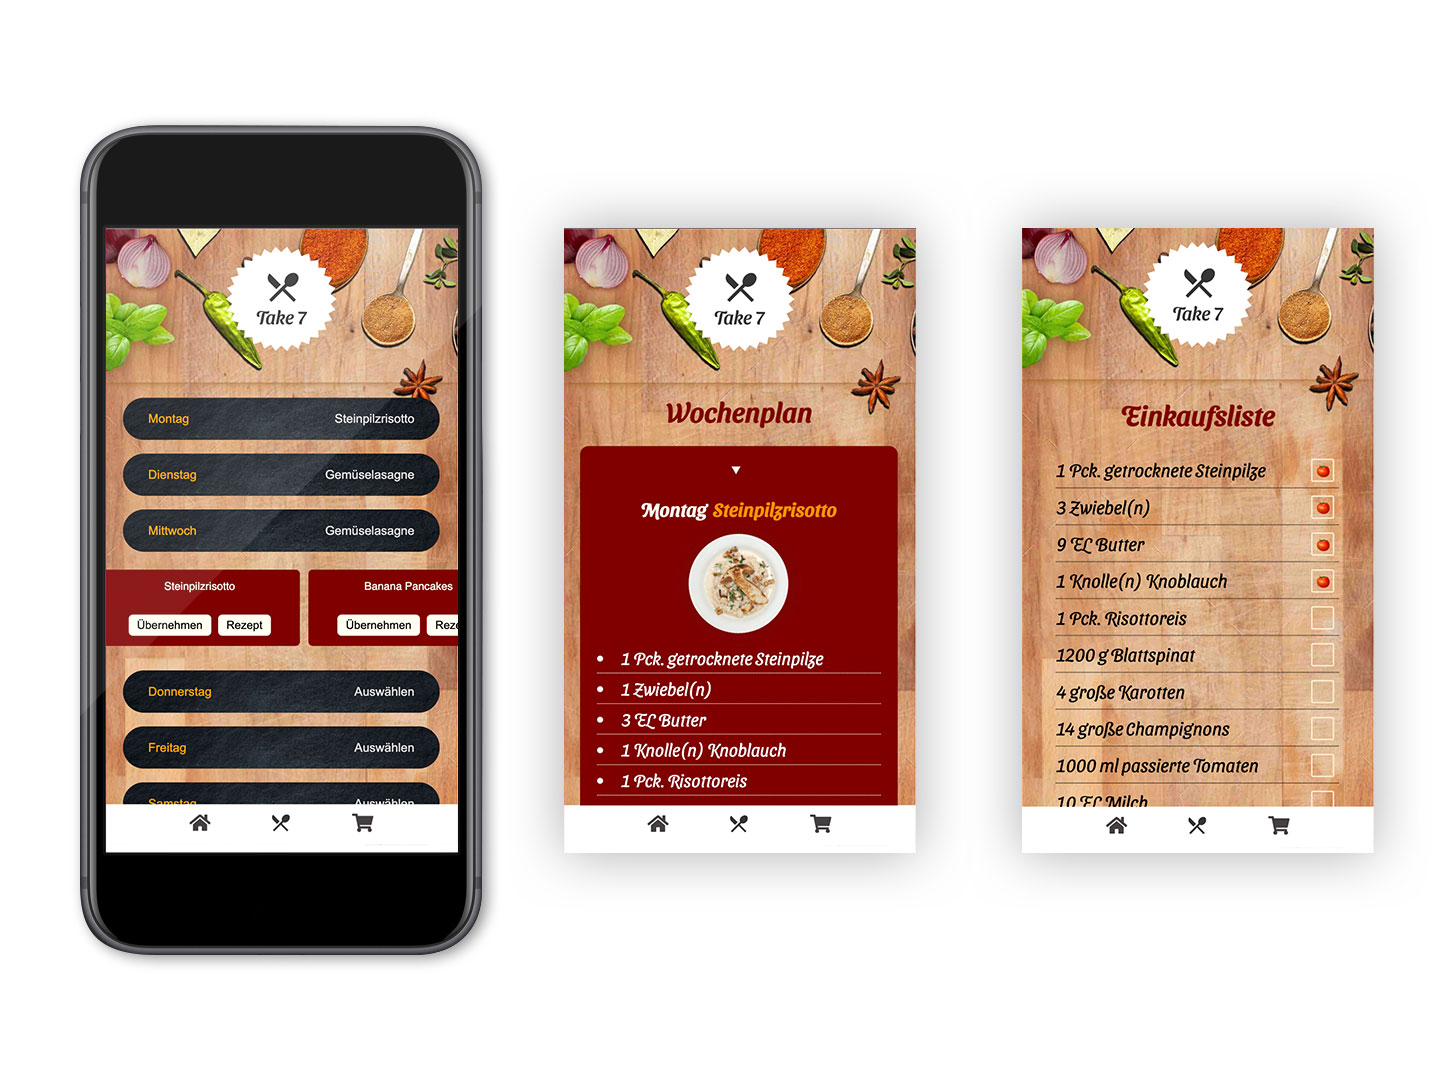 Take 7
Montag Steinpilzrisotto
Dienstag Gemüselasagne
Mittwoch Gemüselasagne
Steinpilzrisotto
Übernehmen Rezept
Banana Pancakes
Übernehmen Reze
Donnerstag Auswählen
Freitag Auswählen
Samstag Auswählen
Take 7
Wochenplan
Montag Steinpilzrisotto
1 Pck. getrocknete Steinpilze
1 Zwiebel(n)
3 EL Butter
1 Knolle(n) Knoblauch
1 Pck. Risottoreis
Take 7
Einkaufsliste
1 Pck. getrocknete Steinpilze
3 Zwiebel(n)
9 EL Butter
1 Knolle(n) Knoblauch
1 Pck. Risottoreis
1200 g Blattspinat
4 große Karotten
14 große Champignons
1000 ml passierte Tomaten
10 EL Milch